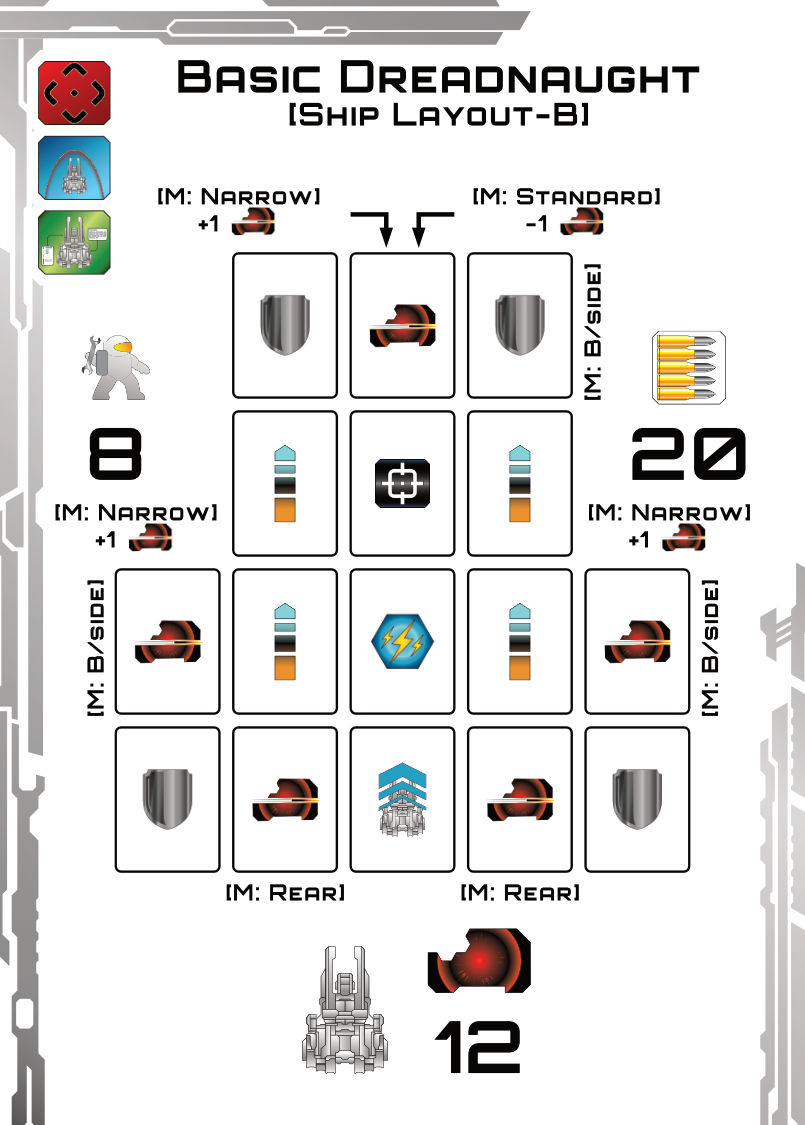 Basic Dreadnaught
[Ship Layout-B]
[M: Narrow]
+1
[M: Standard]
-1
[M: B/side]
8
20
[M: Narrow]
+1
[M: Narrow]
+1
[M: B/side]
[M: B/side]
[M: Rear]
[M: Rear]
12